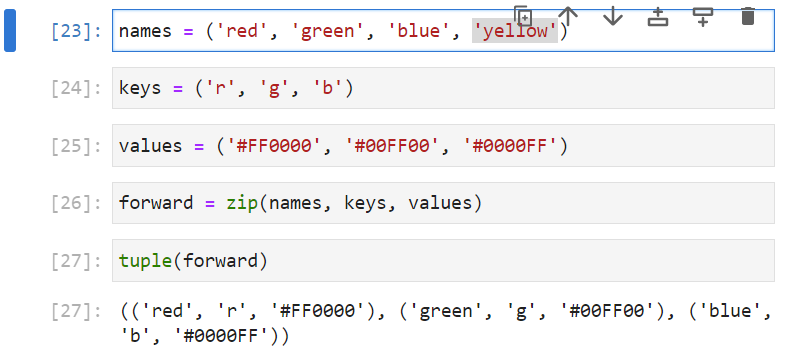 [23]: names = ('red', 'green', 'blue', 'yellow')
[24]: keys = ('r', 'g', 'b')
[25]: values = ('#FF0000', '#00FF00', '#0000FF')
[26]: forward = zip(names, keys, values)
[27]: tuple(forward)
[27]: (('red', 'r', '#FF0000'), ('green', 'g', '#00FF00'), ('blue',
'b', '#0000FF'))